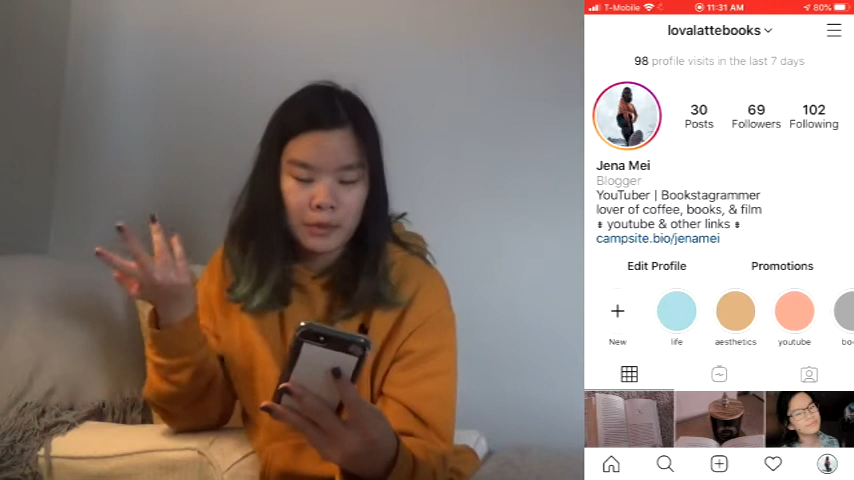 T-Mobile 11:31 AM 80%
lovalattebooks
98 profile visits in the last 7 days
30 69 102
Posts Followers Following
Jena Mei
Blogger
YouTuber | Bookstagrammer
lover of coffee, books, & film
youtube & other links
campsite.bio/jenamei
Edit Profile Promotions
New life aesthetics youtube boo